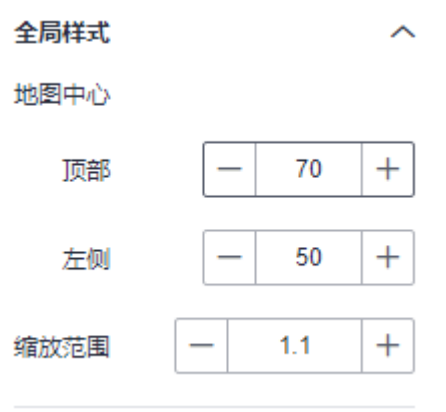 全局样式
地图中心
顶部 — 70 +
左侧 — 50 +
缩放范围 — 1.1 +